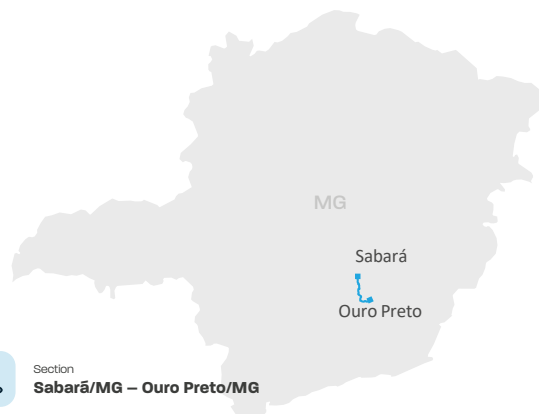 MG
Sabará
Ouro Preto
Section
Sabará/MG – Ouro Preto/MG